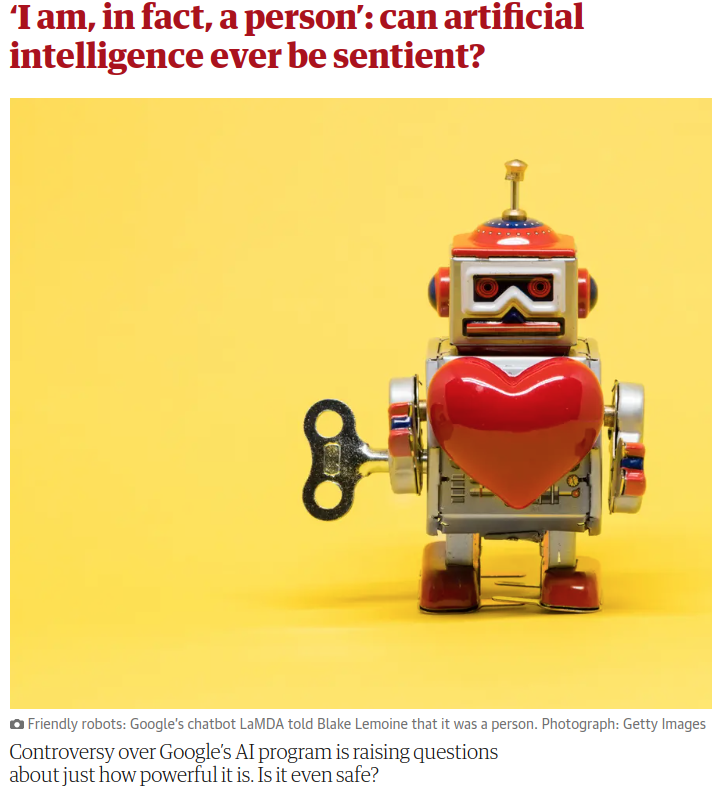 ‘I am, in fact, a person’: can artificial
intelligence ever be sentient?
Friendly robots: Google’s chatbot LaMDA told Blake Lemoine that it was a person. Photograph: Getty Images
Controversy over Google’s AI program is raising questions
about just how powerful it is. Is it even safe?